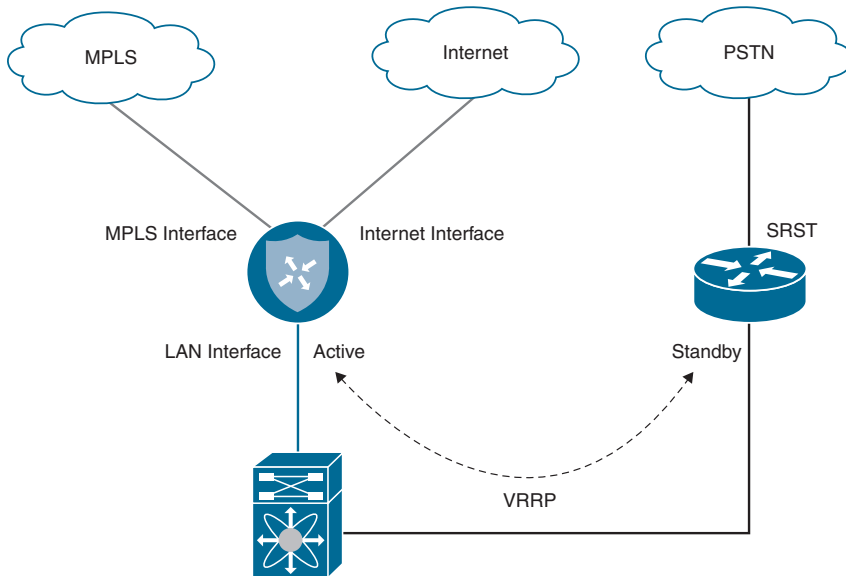 MPLS
Internet
PSTN
MPLS Interface
Internet Interface
SRST
LAN Interface
Active
Standby
VRRP